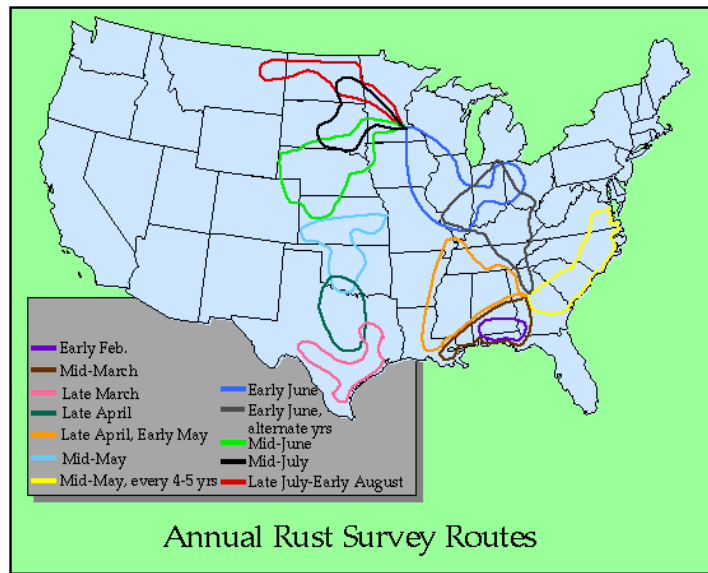 Early Feb.
Mid-March
Late March
Late April
Late April, Early May
Mid-May
Mid-May, every 4-5 yrs
Early June
Early June,
alternate yrs
Mid-June
Mid-July
Late July-Early August
Annual Rust Survey Routes